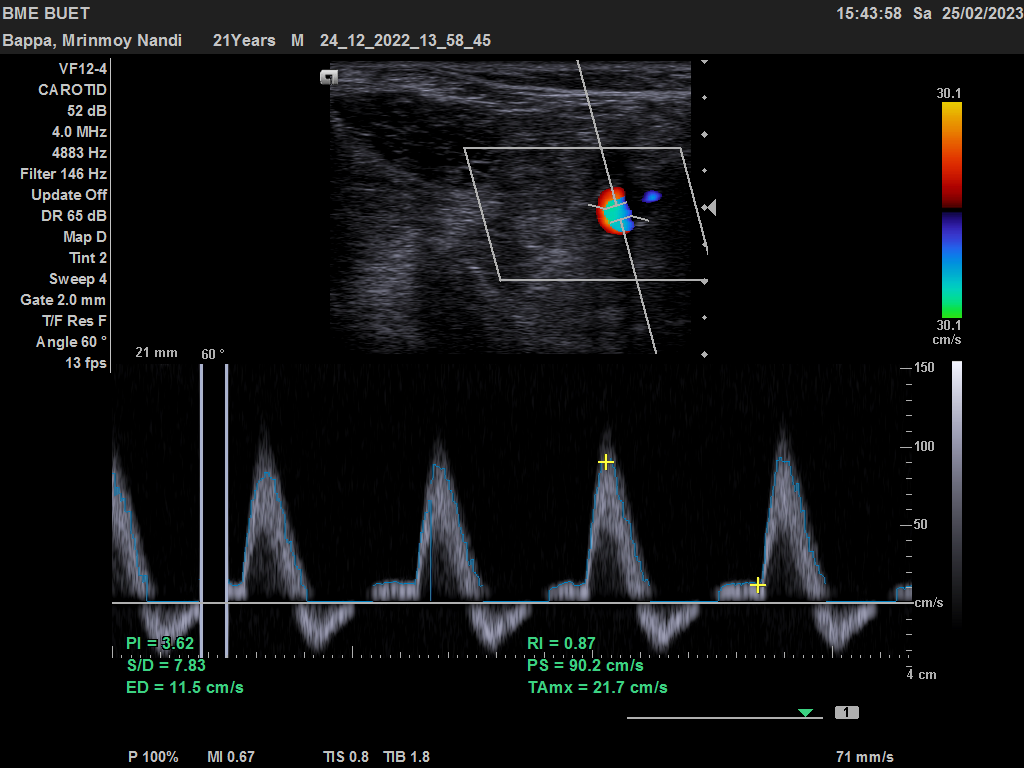 BME BUET 15:43:58 Sa 25/02/2023
Bappa, Mrinmoy Nandi 21Years M 24_12_2022_13_58_45
VF12-4
CAROTID
52 dB
4.0 MHz
4883 Hz
Filter 146 Hz
Update Off
DR 65 dB
Map D
Tint 2
Sweep 4
Gate 2.0 mm
T/F Res F
Angle 60 °
13 fps
30.1
30.1
cm/s
21 mm 60 °
150
100
50
cm/s
4 cm
PI = 3.62
S/D = 7.83
ED = 11.5 cm/s
RI = 0.87
PS = 90.2 cm/s
TAmx = 21.7 cm/s
1
P 100% MI 0.67 TIS 0.8 TIB 1.8 71 mm/s